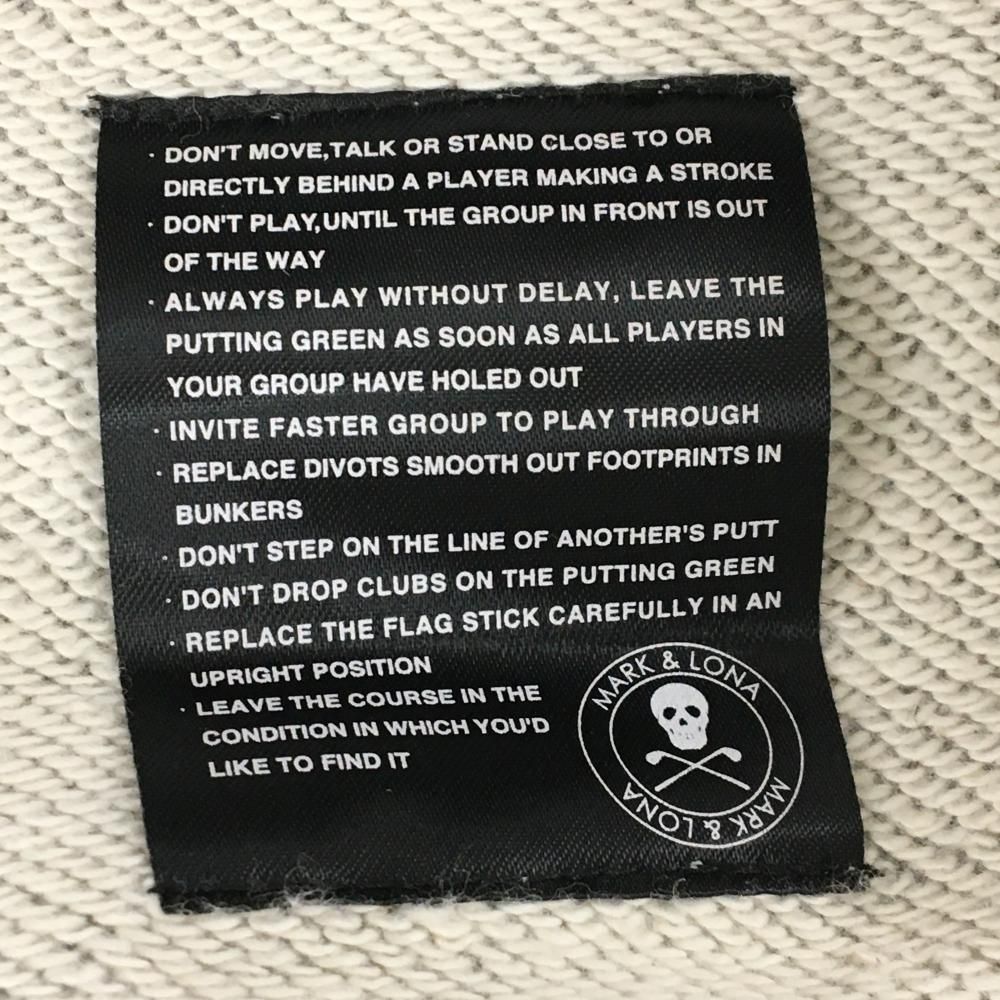 · DON'T MOVE,TALK OR STAND CLOSE TO OR
DIRECTLY BEHIND A PLAYER MAKING A STROKE
· DON'T PLAY,UNTIL THE GROUP IN FRONT IS OUT
OF THE WAY
· ALWAYS PLAY WITHOUT DELAY, LEAVE THE
PUTTING GREEN AS SOON AS ALL PLAYERS IN
YOUR GROUP HAVE HOLED OUT
· INVITE FASTER GROUP TO PLAY THROUGH
· REPLACE DIVOTS SMOOTH OUT FOOTPRINTS IN
BUNKERS
· DON'T STEP ON THE LINE OF ANOTHER'S PUTT
· DON'T DROP CLUBS ON THE PUTTING GREEN
· REPLACE THE FLAG STICK CAREFULLY IN AN
UPRIGHT POSITION
· LEAVE THE COURSE IN THE
CONDITION IN WHICH YOU'D
LIKE TO FIND IT
MARK & LONA
MARK & LONA